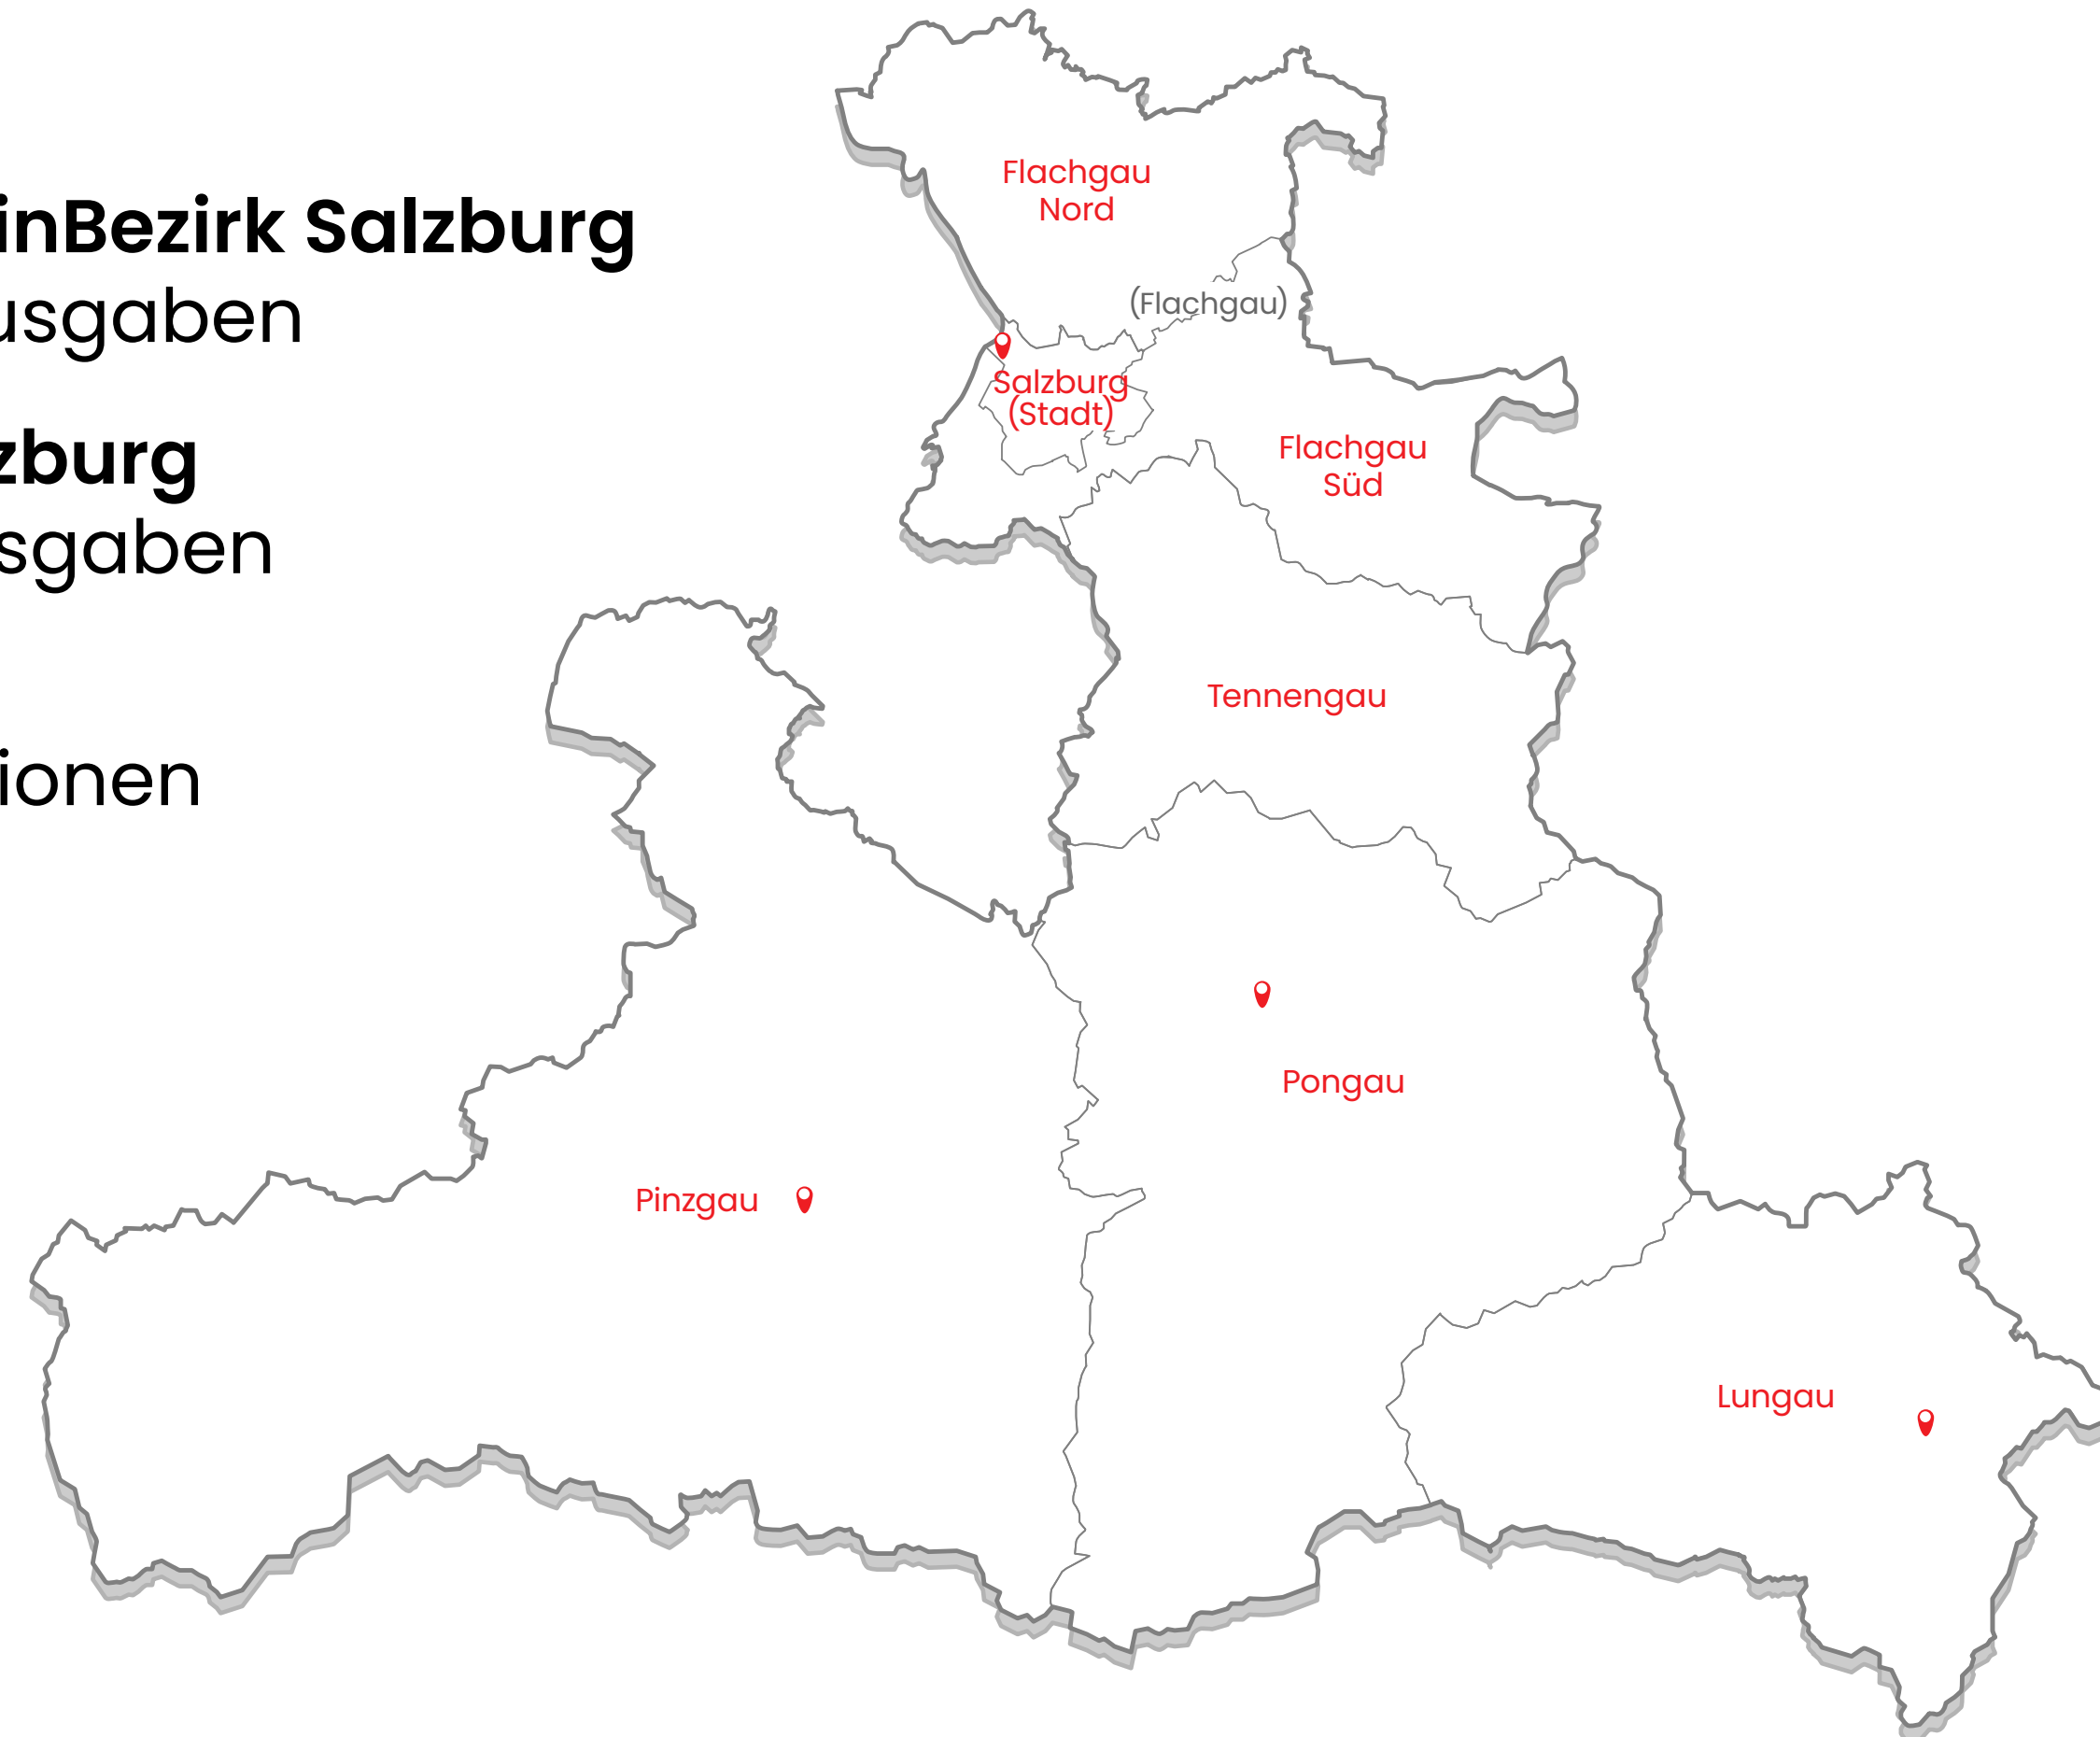 inBezirk Salzburg
usgaben
zburg
sgaben
ionen
Flachgau
Nord
(Flachgau)
Salzburg
(Stadt)
Flachgau
Süd
Tennengau
Pongau
Pinzgau
Lungau